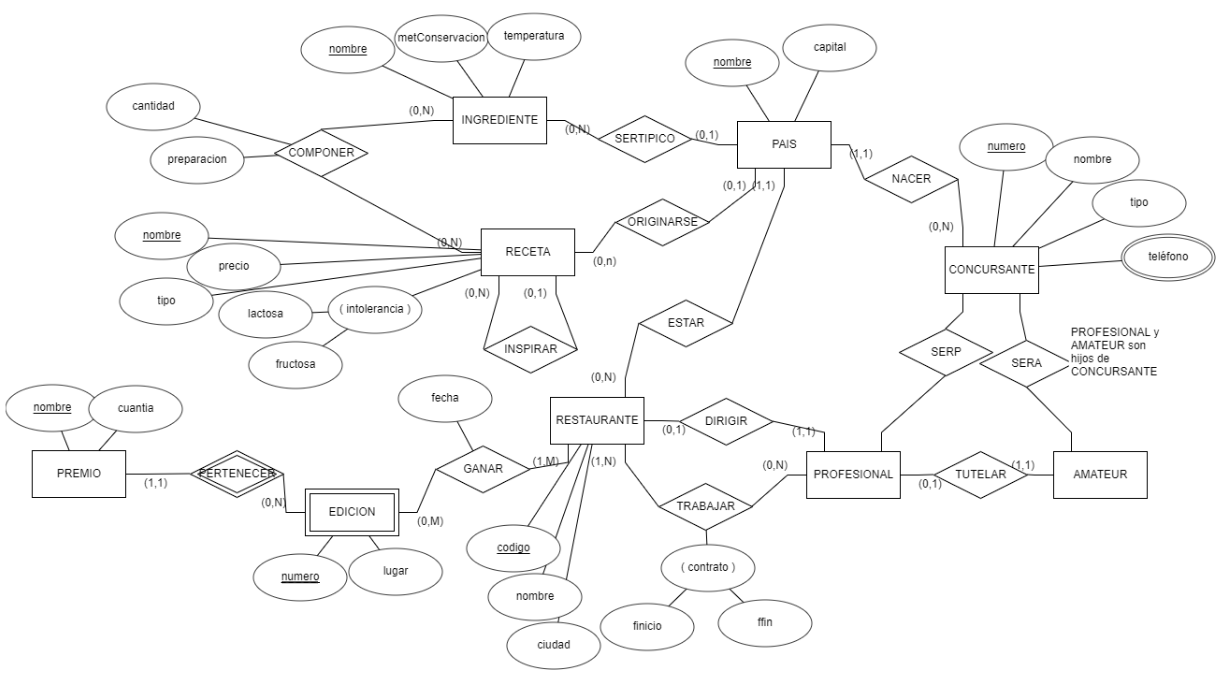 nombre
metConservacion
temperatura
nombre
capital
cantidad
(0,N)
INGREDIENTE
(0,N)
SERTIPICO
(0,1)
PAIS
(1,1)
numero
nombre
preparacion
COMPONER
NACER
tipo
(0,1)
(1,1)
ORIGINARSE
(0,N)
nombre
(0,N)
RECETA
(0,n)
CONCURSANTE
teléfono
precio
tipo
(0,N)
(0,1)
lactosa
( intolerancia )
fructosa
INSPIRAR
ESTAR
SERP
SERA
PROFESIONAL y
AMATEUR son
hijos de
CONCURSANTE
(0,N)
nombre
cuantia
fecha
RESTAURANTE
(0,1)
DIRIGIR
(1,1)
PREMIO
(1,1)
PERTENECER
(0,N)
GANAR
(1,M)
(1,N)
(0,N)
PROFESIONAL
(0,1)
TUTELAR
(1,1)
AMATEUR
EDICION
(0,M)
TRABAJAR
numero
lugar
codigo
( contrato )
nombre
finicio
ffin
ciudad